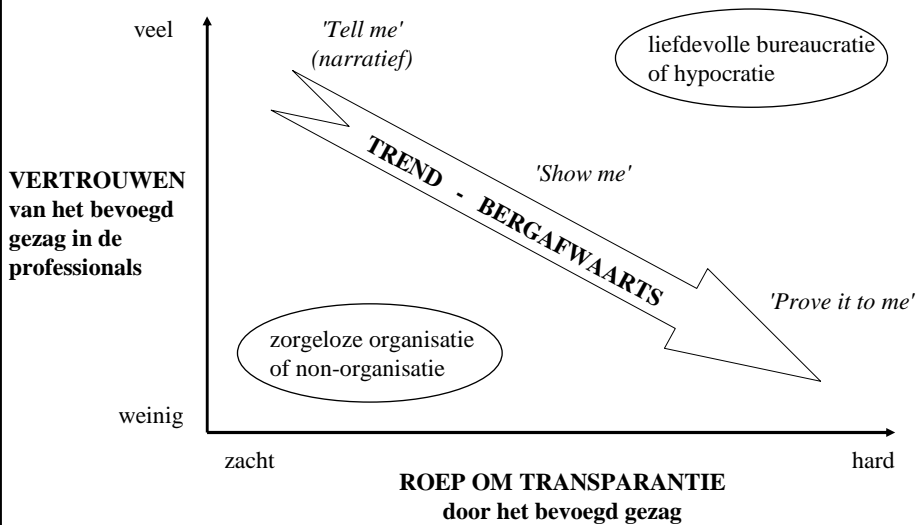 veel
'Tell me'
(narratief)
liefdevolle bureaucratie
of hypocratie
TREND - BERGAFWAARTS
'Show me'
VERTROUWEN
van het bevoegd
gezag in de
professionals
'Prove it to me'
zorgeloze organisatie
of non-organisatie
weinig
zacht
hard
ROEP OM TRANSPARANTIE
door het bevoegd gezag